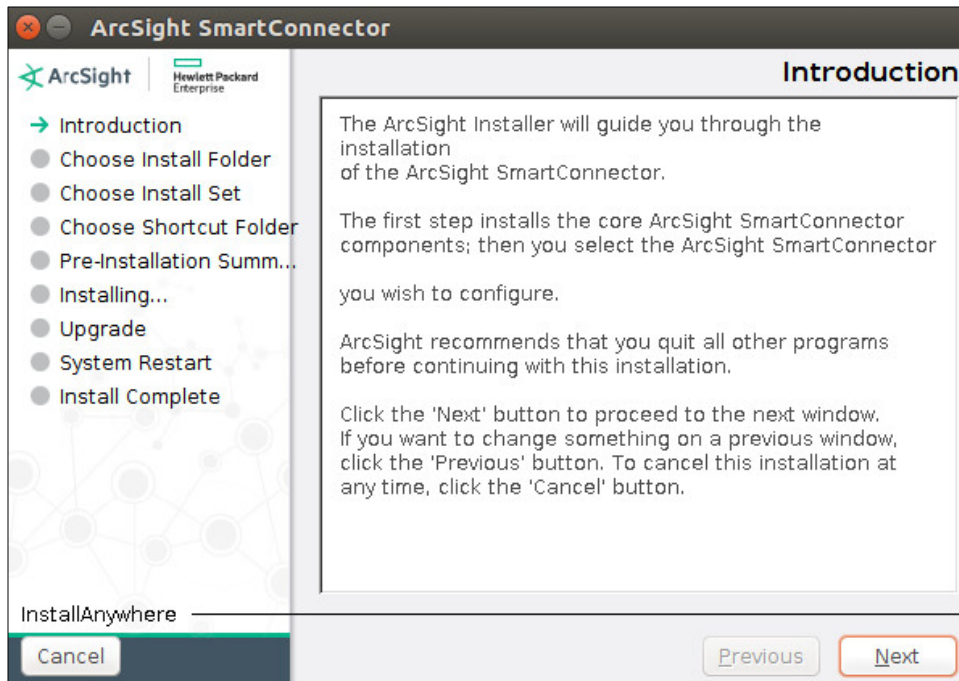 ArcSight SmartConnector
ArcSight
Hewlett Packard
Enterprise
Introduction
Choose Install Folder
Choose Install Set
Choose Shortcut Folder
Pre-Installation Summ...
Installing...
Upgrade
System Restart
Install Complete
Introduction
The ArcSight Installer will guide you through the
installation
of the ArcSight SmartConnector.
The first step installs the core ArcSight SmartConnector
components; then you select the ArcSight SmartConnector
you wish to configure.
ArcSight recommends that you quit all other programs
before continuing with this installation.
Click the 'Next' button to proceed to the next window.
If you want to change something on a previous window,
click the 'Previous' button. To cancel this installation at
any time, click the 'Cancel' button.
InstallAnywhere
Cancel
Previous
Next